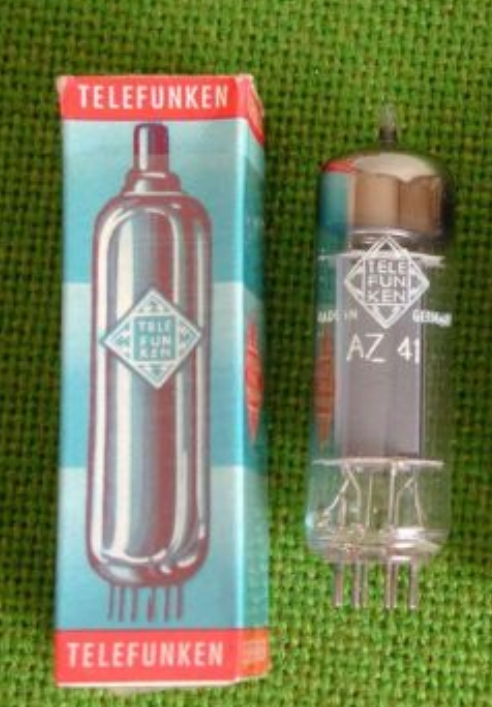 TELEFUNKEN
TELE
FUN
KEN
TELEFUNKEN
TELE
FUN
KEN
MADE IN GERMANY
AZ 41